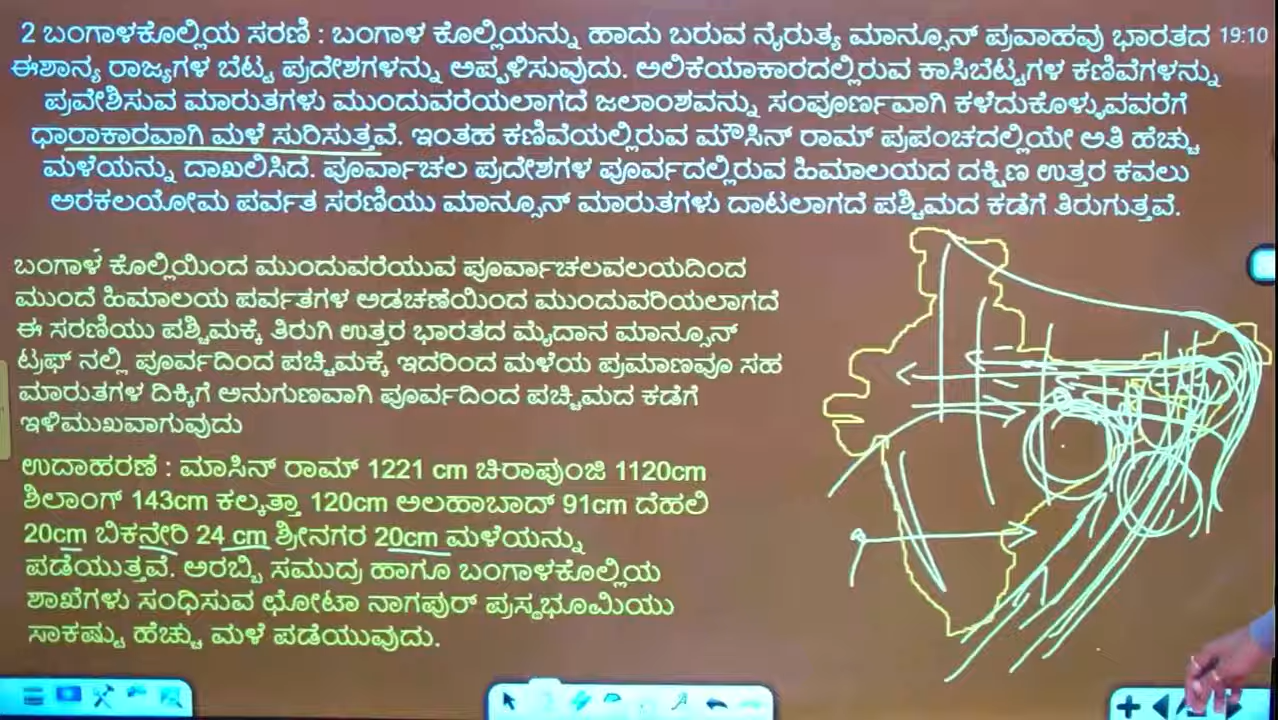 2 ಬಂಗಾಳಕೊಲ್ಲಿಯ ಸರಣಿ : ಬಂಗಾಳ ಕೊಲ್ಲಿಯನ್ನು ಹಾದು ಬರುವ ನೈರುತ್ಯ ಮಾನ್ಸೂನ್ ಪ್ರವಾಹವು ಭಾರತದ 19:10
ಈಶಾನ್ಯ ರಾಜ್ಯಗಳ ಬೆಟ್ಟ ಪ್ರದೇಶಗಳನ್ನು ಅಪ್ಪಳಿಸುವುದು. ಅಲಿಕೆಯಾಕಾರದಲ್ಲಿರುವ ಕಾಸಿಬೆಟ್ಟಗಳ ಕಣಿವೆಗಳನ್ನು
ಪ್ರವೇಶಿಸುವ ಮಾರುತಗಳು ಮುಂದುವರೆಯಲಾಗದೆ ಜಲಾಂಶವನ್ನು ಸಂಪೂರ್ಣವಾಗಿ ಕಳೆದುಕೊಳ್ಳುವವರೆಗೆ
ಧಾರಾಕಾರವಾಗಿ ಮಳೆ ಸುರಿಸುತ್ತವೆ. ಇಂತಹ ಕಣಿವೆಯಲ್ಲಿರುವ ಮೌಸಿನ್ ರಾಮ್ ಪ್ರಪಂಚದಲ್ಲಿಯೇ ಅತಿ ಹೆಚ್ಚು
ಮಳೆಯನ್ನು ದಾಖಲಿಸಿದೆ. ಪೂರ್ವಾಚಲ ಪ್ರದೇಶಗಳ ಪೂರ್ವದಲ್ಲಿರುವ ಹಿಮಾಲಯದ ದಕ್ಷಿಣ ಉತ್ತರ ಕವಲು
ಅರಕಲಯೋಮ ಪರ್ವತ ಸರಣಿಯು ಮಾನ್ಸೂನ್ ಮಾರುತಗಳು ದಾಟಲಾಗದೆ ಪಶ್ಚಿಮದ ಕಡೆಗೆ ತಿರುಗುತ್ತವೆ.
ಬಂಗಾಳ ಕೊಲ್ಲಿಯಿಂದ ಮುಂದುವರೆಯುವ ಪೂರ್ವಾಚಲವಲಯದಿಂದ
ಮುಂದೆ ಹಿಮಾಲಯ ಪರ್ವತಗಳ ಅಡಚಣೆಯಿಂದ ಮುಂದುವರಿಯಲಾಗದೆ
ಈ ಸರಣಿಯು ಪಶ್ಚಿಮಕ್ಕೆ ತಿರುಗಿ ಉತ್ತರ ಭಾರತದ ಮೈದಾನ ಮಾನ್ಸೂನ್
ಟ್ರಫ್ ನಲ್ಲಿ ಪೂರ್ವದಿಂದ ಪಚ್ಚಿಮಕ್ಕೆ ಇದರಿಂದ ಮಳೆಯ ಪ್ರಮಾಣವೂ ಸಹ
ಮಾರುತಗಳ ದಿಕ್ಕಿಗೆ ಅನುಗುಣವಾಗಿ ಪೂರ್ವದಿಂದ ಪಚ್ಚಿಮದ ಕಡೆಗೆ
ಇಳಿಮುಖವಾಗುವುದು
ಉದಾಹರಣೆ : ಮಾಸಿನ್ ರಾಮ್ 1221 cm ಚಿರಾಪುಂಜಿ 1120cm
ಶಿಲಾಂಗ್ 143cm ಕಲ್ಕತ್ತಾ 120cm ಅಲಹಾಬಾದ್ 91cm ದೆಹಲಿ
20cm ಬಿಕನೇರಿ 24 cm ಶ್ರೀನಗರ 20cm ಮಳೆಯನ್ನು
ಪಡೆಯುತ್ತವೆ. ಅರಬ್ಬಿ ಸಮುದ್ರ ಹಾಗೂ ಬಂಗಾಳಕೊಲ್ಲಿಯ
ಶಾಖೆಗಳು ಸಂಧಿಸುವ ಛೋಟಾ ನಾಗಪುರ್ ಪ್ರಸ್ಥಭೂಮಿಯು
ಸಾಕಷ್ಟು ಹೆಚ್ಚು ಮಳೆ ಪಡೆಯುವುದು.